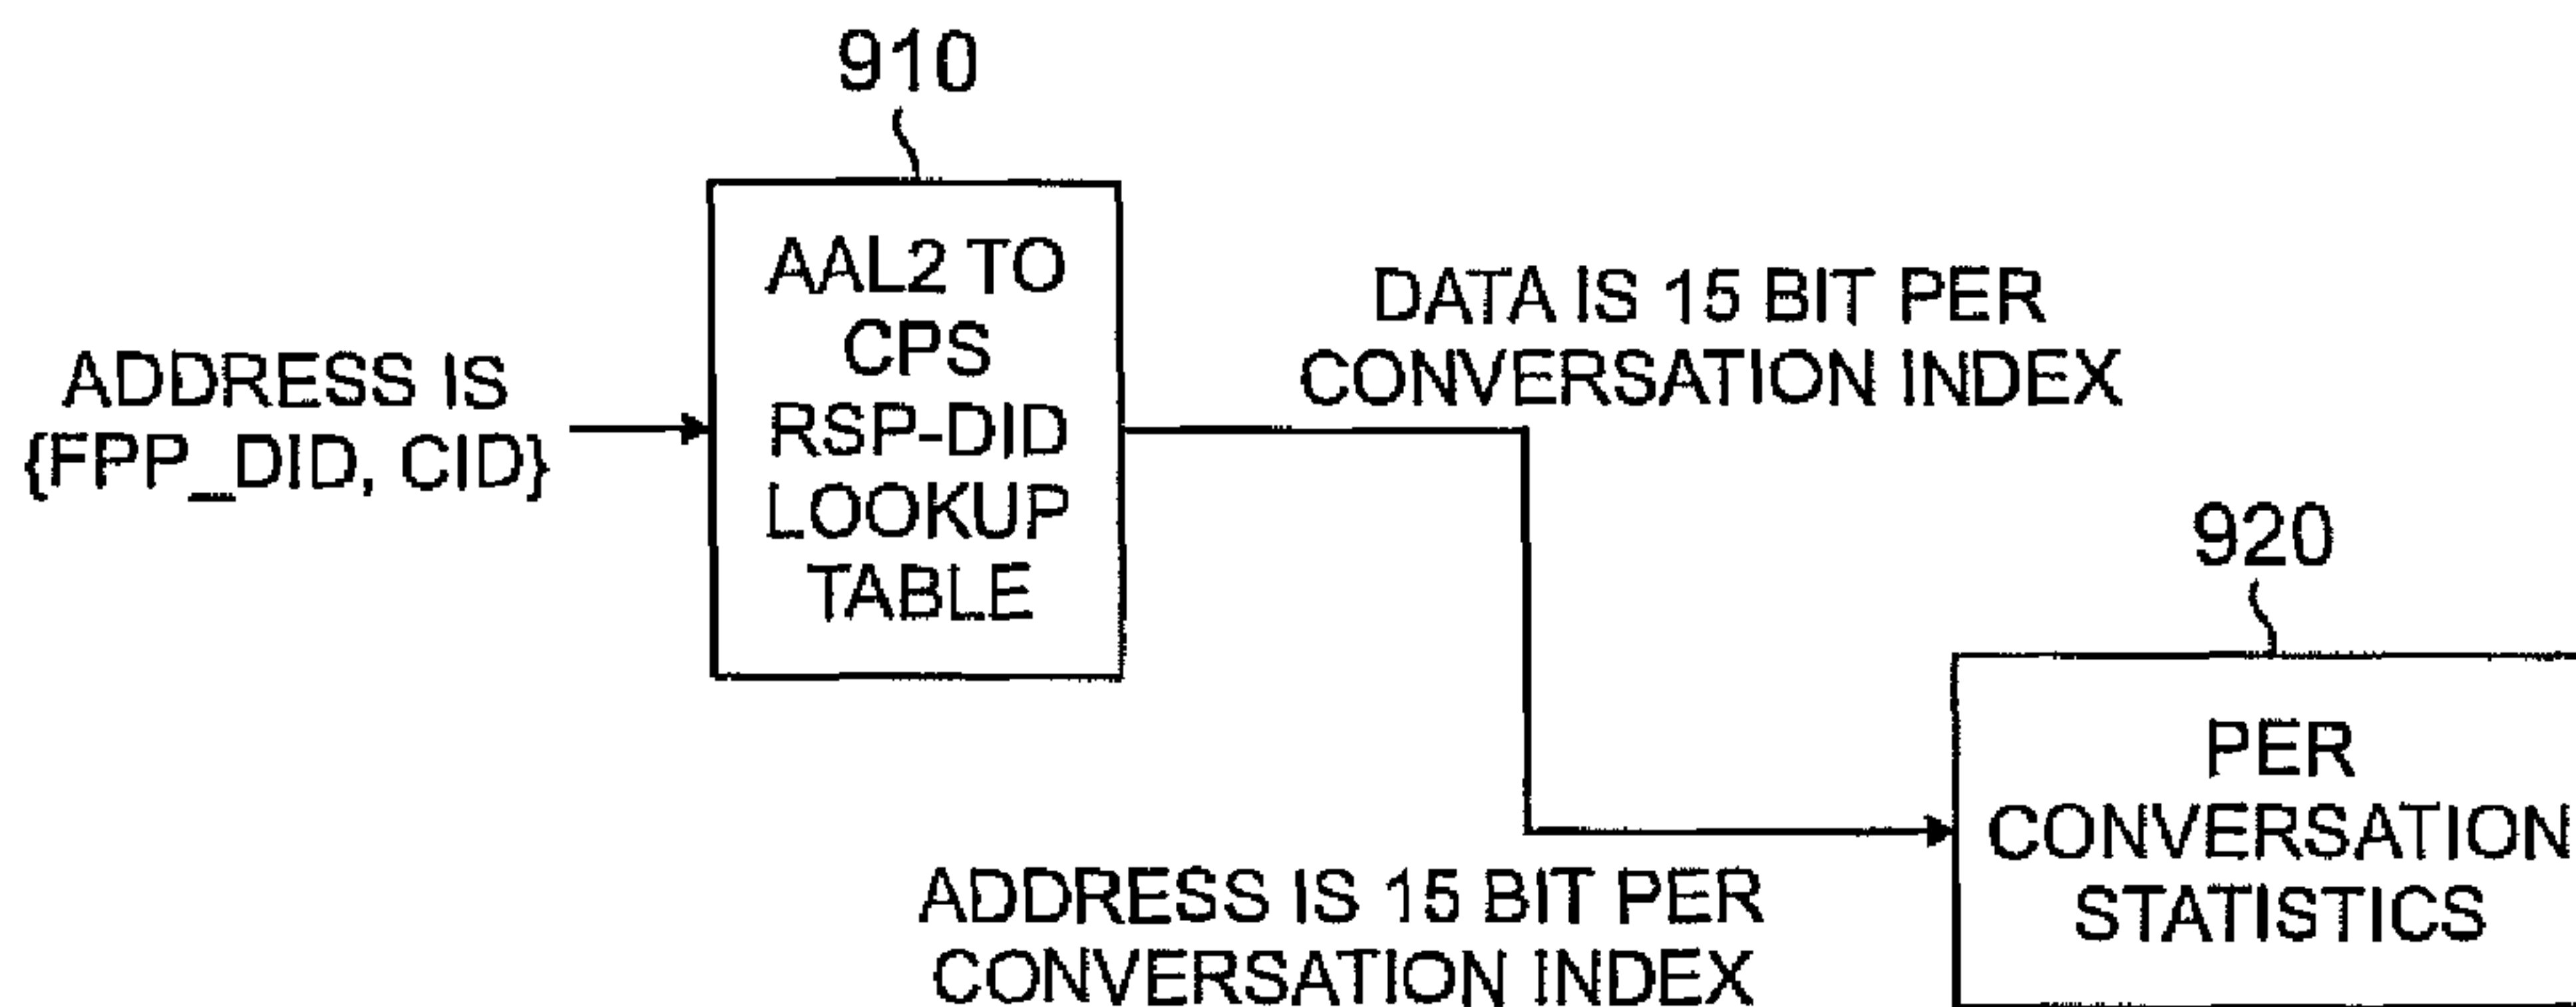 910
AAL2 TO
CPS
RSP-DID
LOOKUP
TABLE
ADDRESS IS
{FPP_DID, CID}
DATA IS 15 BIT PER
CONVERSATION INDEX
920
PER
CONVERSATION
STATISTICS
ADDRESS IS 15 BIT PER
CONVERSATION INDEX